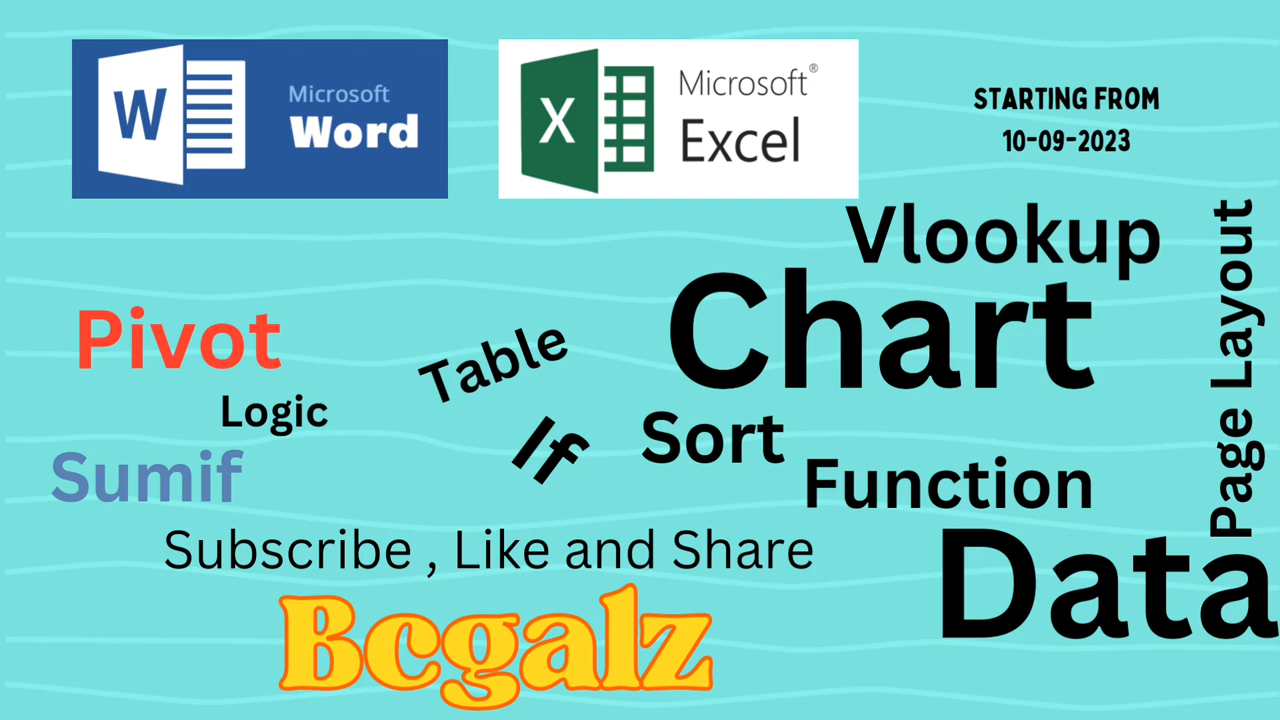 W
Microsoft
Word
X
Microsoft®
Excel
STARTING FROM
10-09-2023
Vlookup
Chart
Page Layout
Pivot
Table
Logic
If
Sort
Sumif
Function
Subscribe , Like and Share
Data
Bcgalz